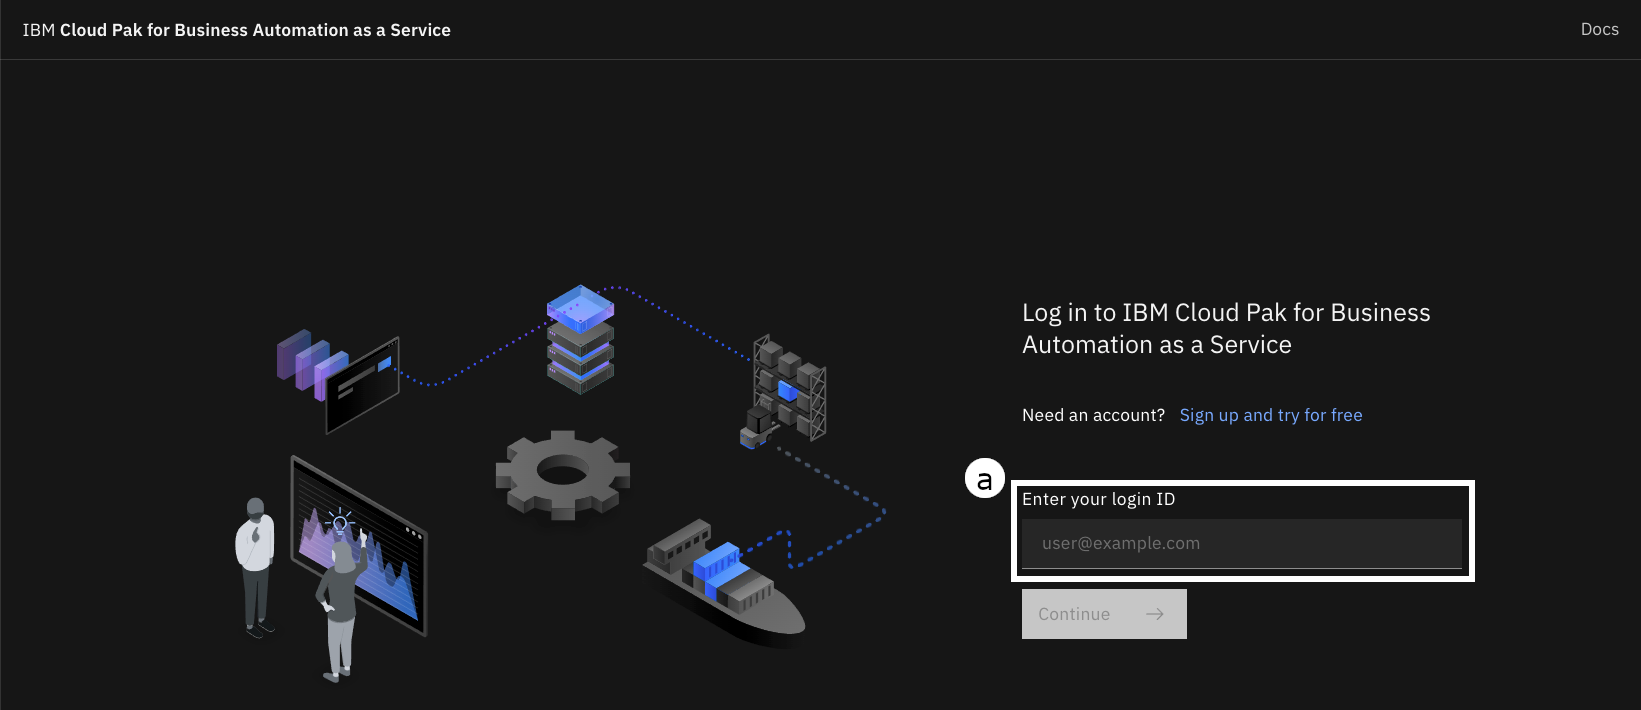 IBM Cloud Pak for Business Automation as a Service
Docs
Log in to IBM Cloud Pak for Business
Automation as a Service
Need an account? Sign up and try for free
a
Enter your login ID
user@example.com
Continue